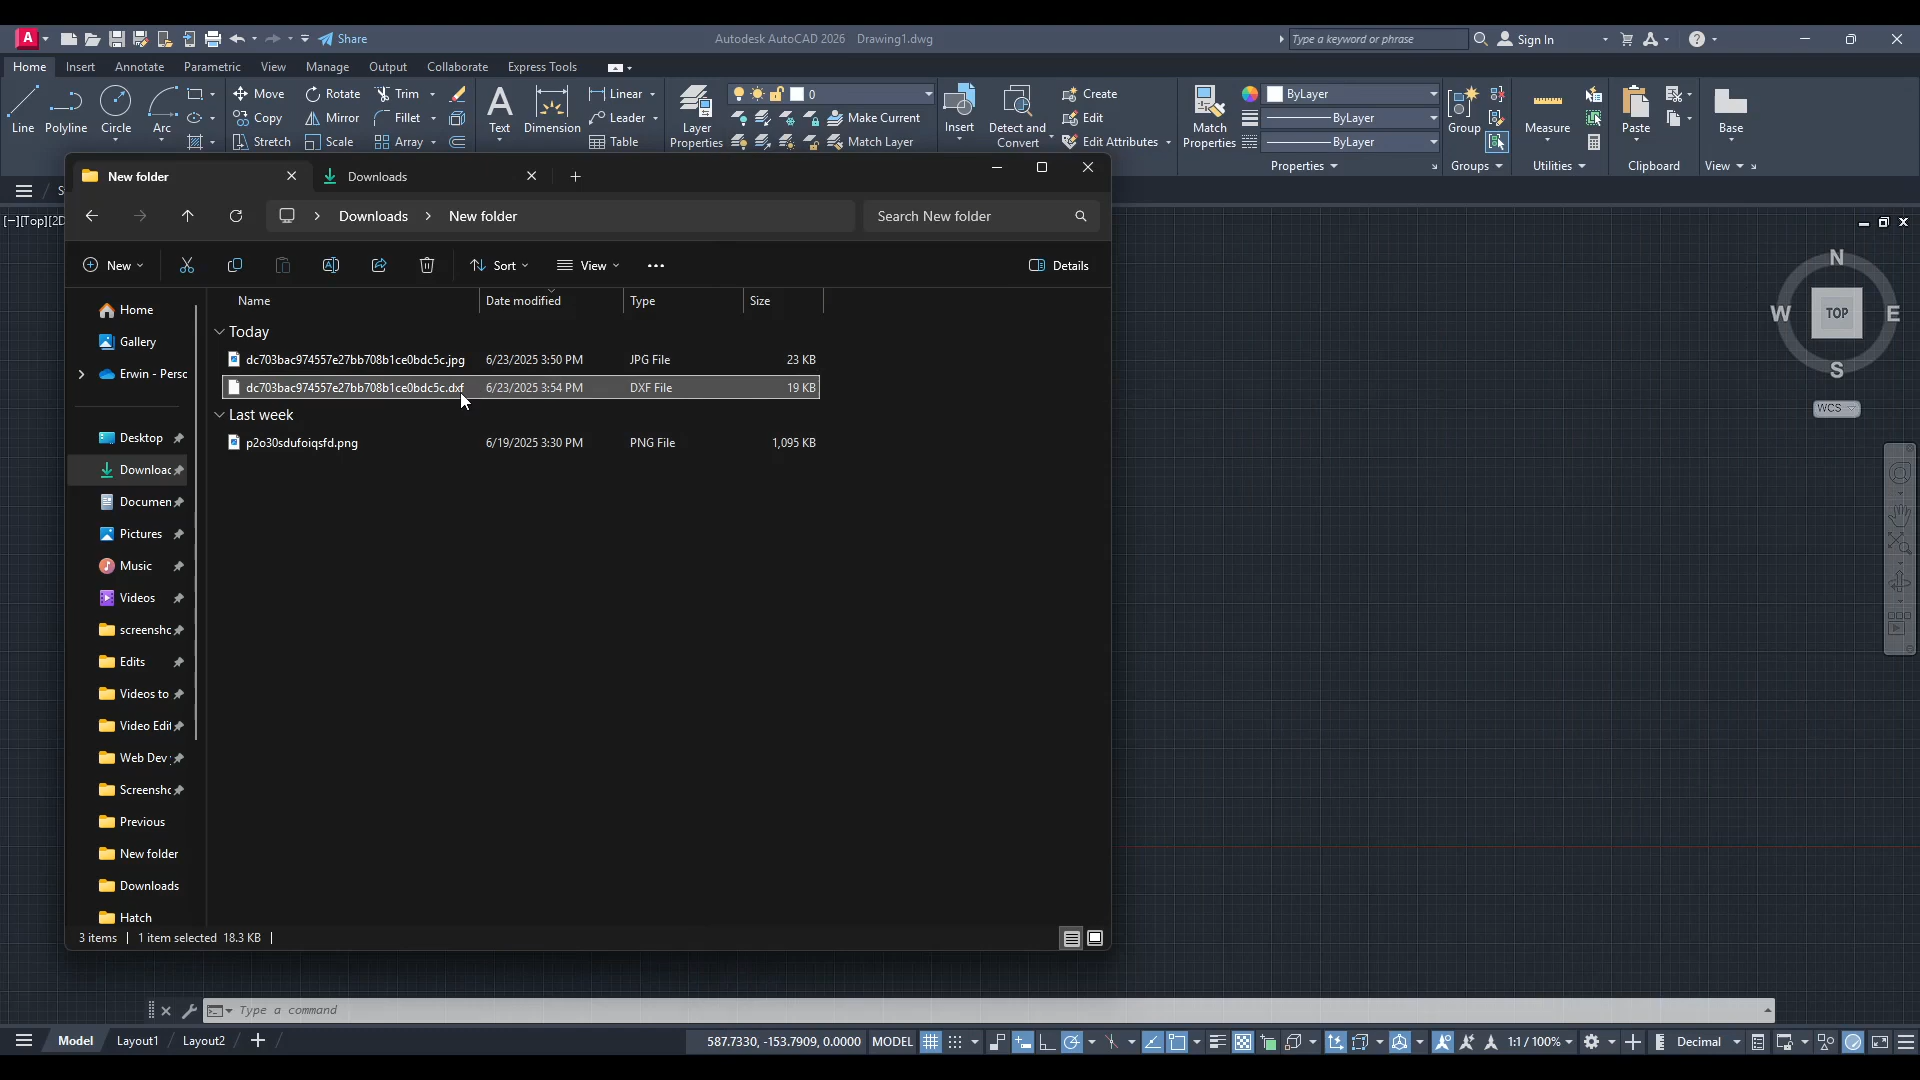 Share
Autodesk AutoCAD 2026 Drawing1.dwg
Type a keyword or phrase
Sign In
Home Insert Annotate Parametric View Manage Output Collaborate Express Tools
Line Polyline Circle Arc
Move Rotate Trim
Copy Mirror Fillet
Stretch Scale Array
Text Dimension
Linear
Leader
Table
Layer Properties
0
Make Current
Match Layer
Insert
Detect and Convert
Create
Edit
Edit Attributes
Match Properties
ByLayer
ByLayer
ByLayer
Properties
Group
Groups
Measure
Utilities
Paste
Clipboard
Base
View
[−][Top][2D
New folder
Downloads
Downloads New folder
Search New folder
New
Sort
View
Details
Name Date modified Type Size
Today
dc703bac974557e27bb708b1ce0bdc5c.jpg 6/23/2025 3:50 PM JPG File 23 KB
dc703bac974557e27bb708b1ce0bdc5c.dxf 6/23/2025 3:54 PM DXF File 19 KB
Last week
p2o30sdufoiqsfd.png 6/19/2025 3:30 PM PNG File 1,095 KB
Home
Gallery
Erwin - Persc
Desktop
Downloac
Documen
Pictures
Music
Videos
screenshc
Edits
Videos to
Video Edit
Web Dev
Screenshc
Previous
New folder
Downloads
Hatch
3 items 1 item selected 18.3 KB
N
W TOP E
S
WCS
Type a command
Model Layout1 Layout2
587.7330, -153.7909, 0.0000 MODEL
1:1 / 100%
Decimal